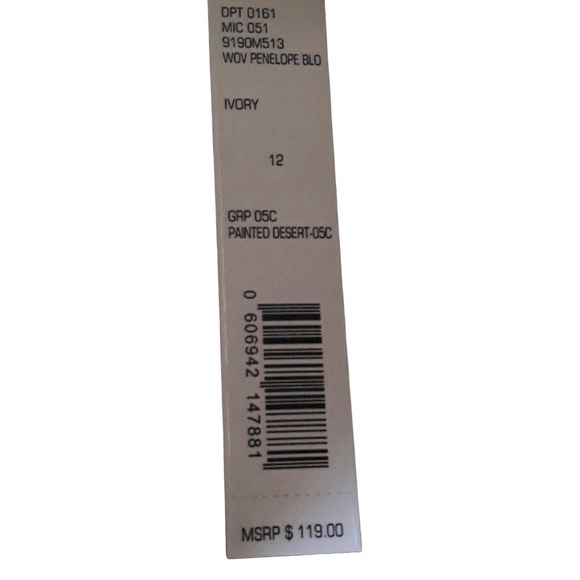 DPT 0161
MIC 051
9190M513
WOV PENELOPE BLO
IVORY
12
GRP 05C
PAINTED DESERT-05C
0 606942 147881
MSRP $ 119.00